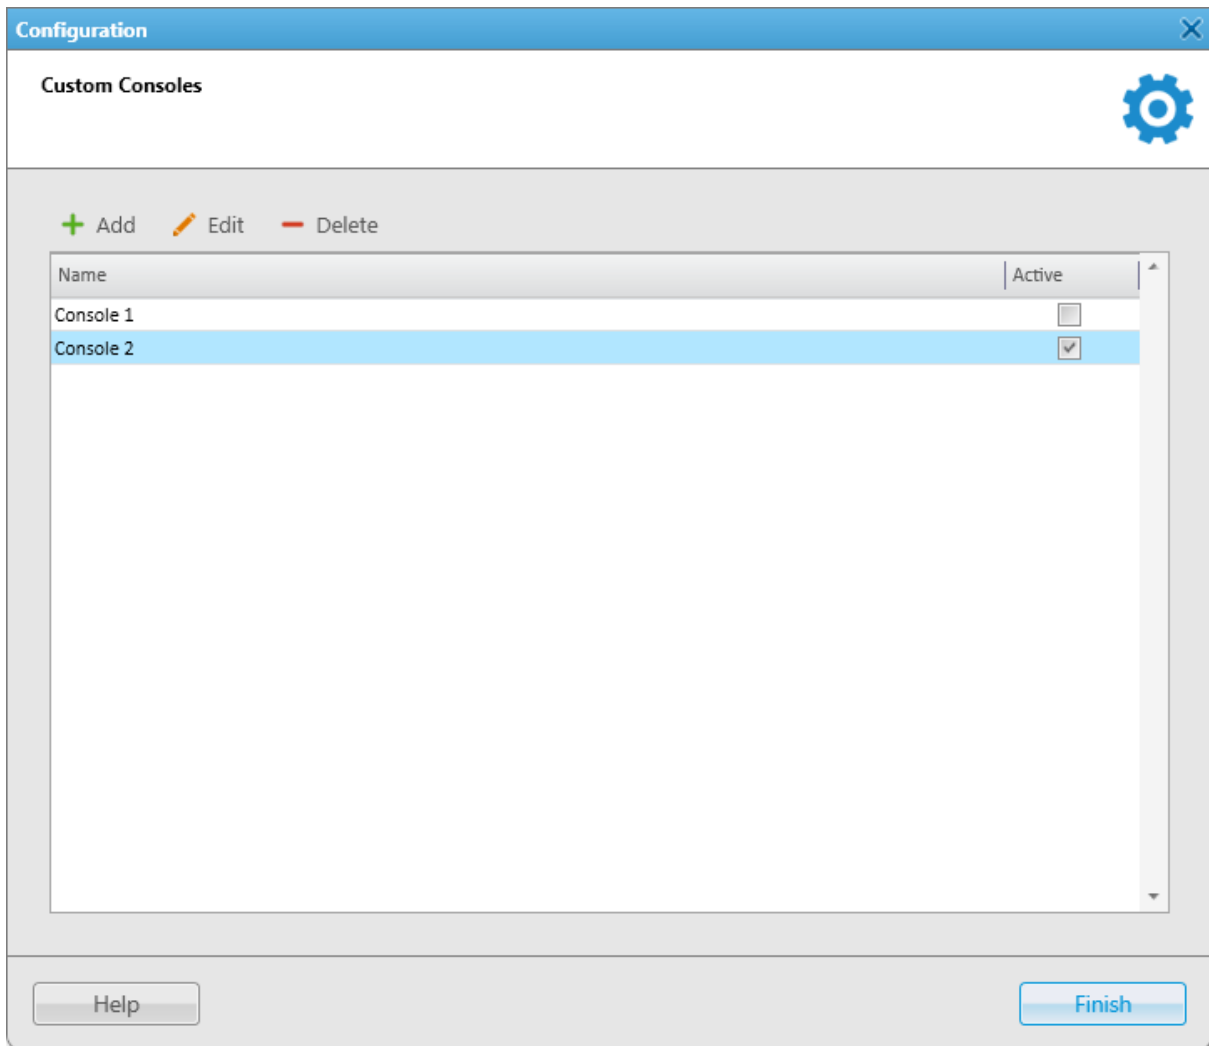 Configuration
Custom Consoles
Add Edit Delete
Name Active
Console 1
Console 2
Help Finish